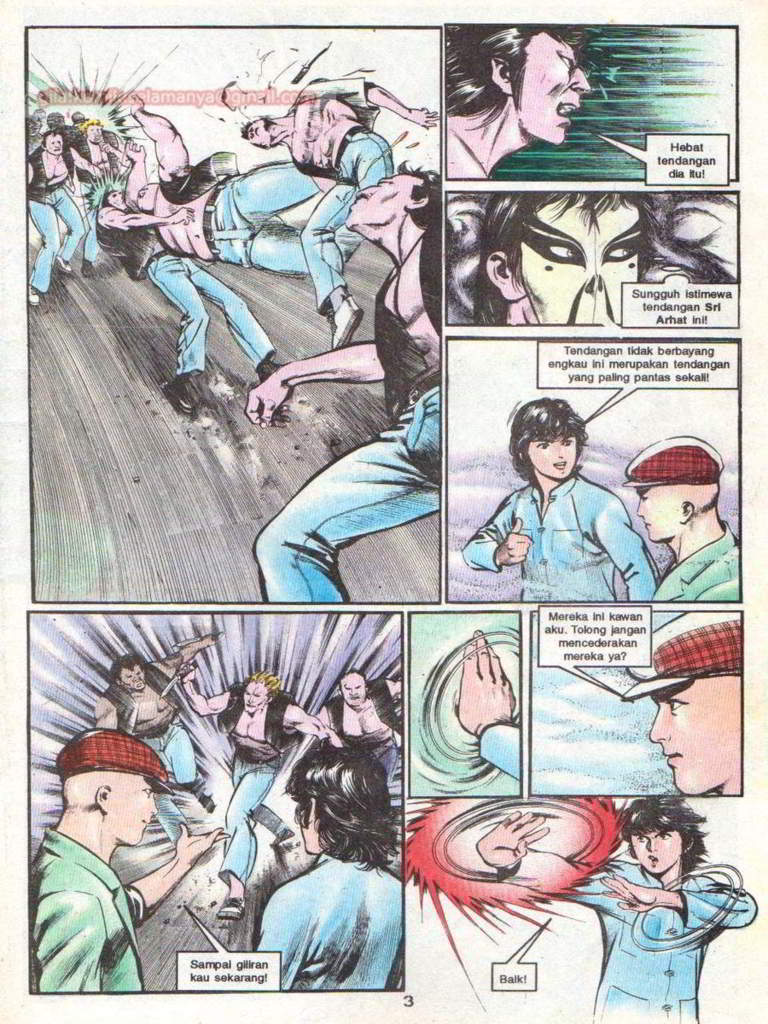 Hebat
tendangan
dia itu!
Sungguh istimewa
tendangan Sri
Arhat ini!
Tendangan tidak berbayang
engkau ini merupakan tendangan
yang paling pantas sekali!
Sampai giliran
kau sekarang!
Mereka ini kawan
aku. Tolong jangan
mencederakan
mereka ya?
Baik!
3